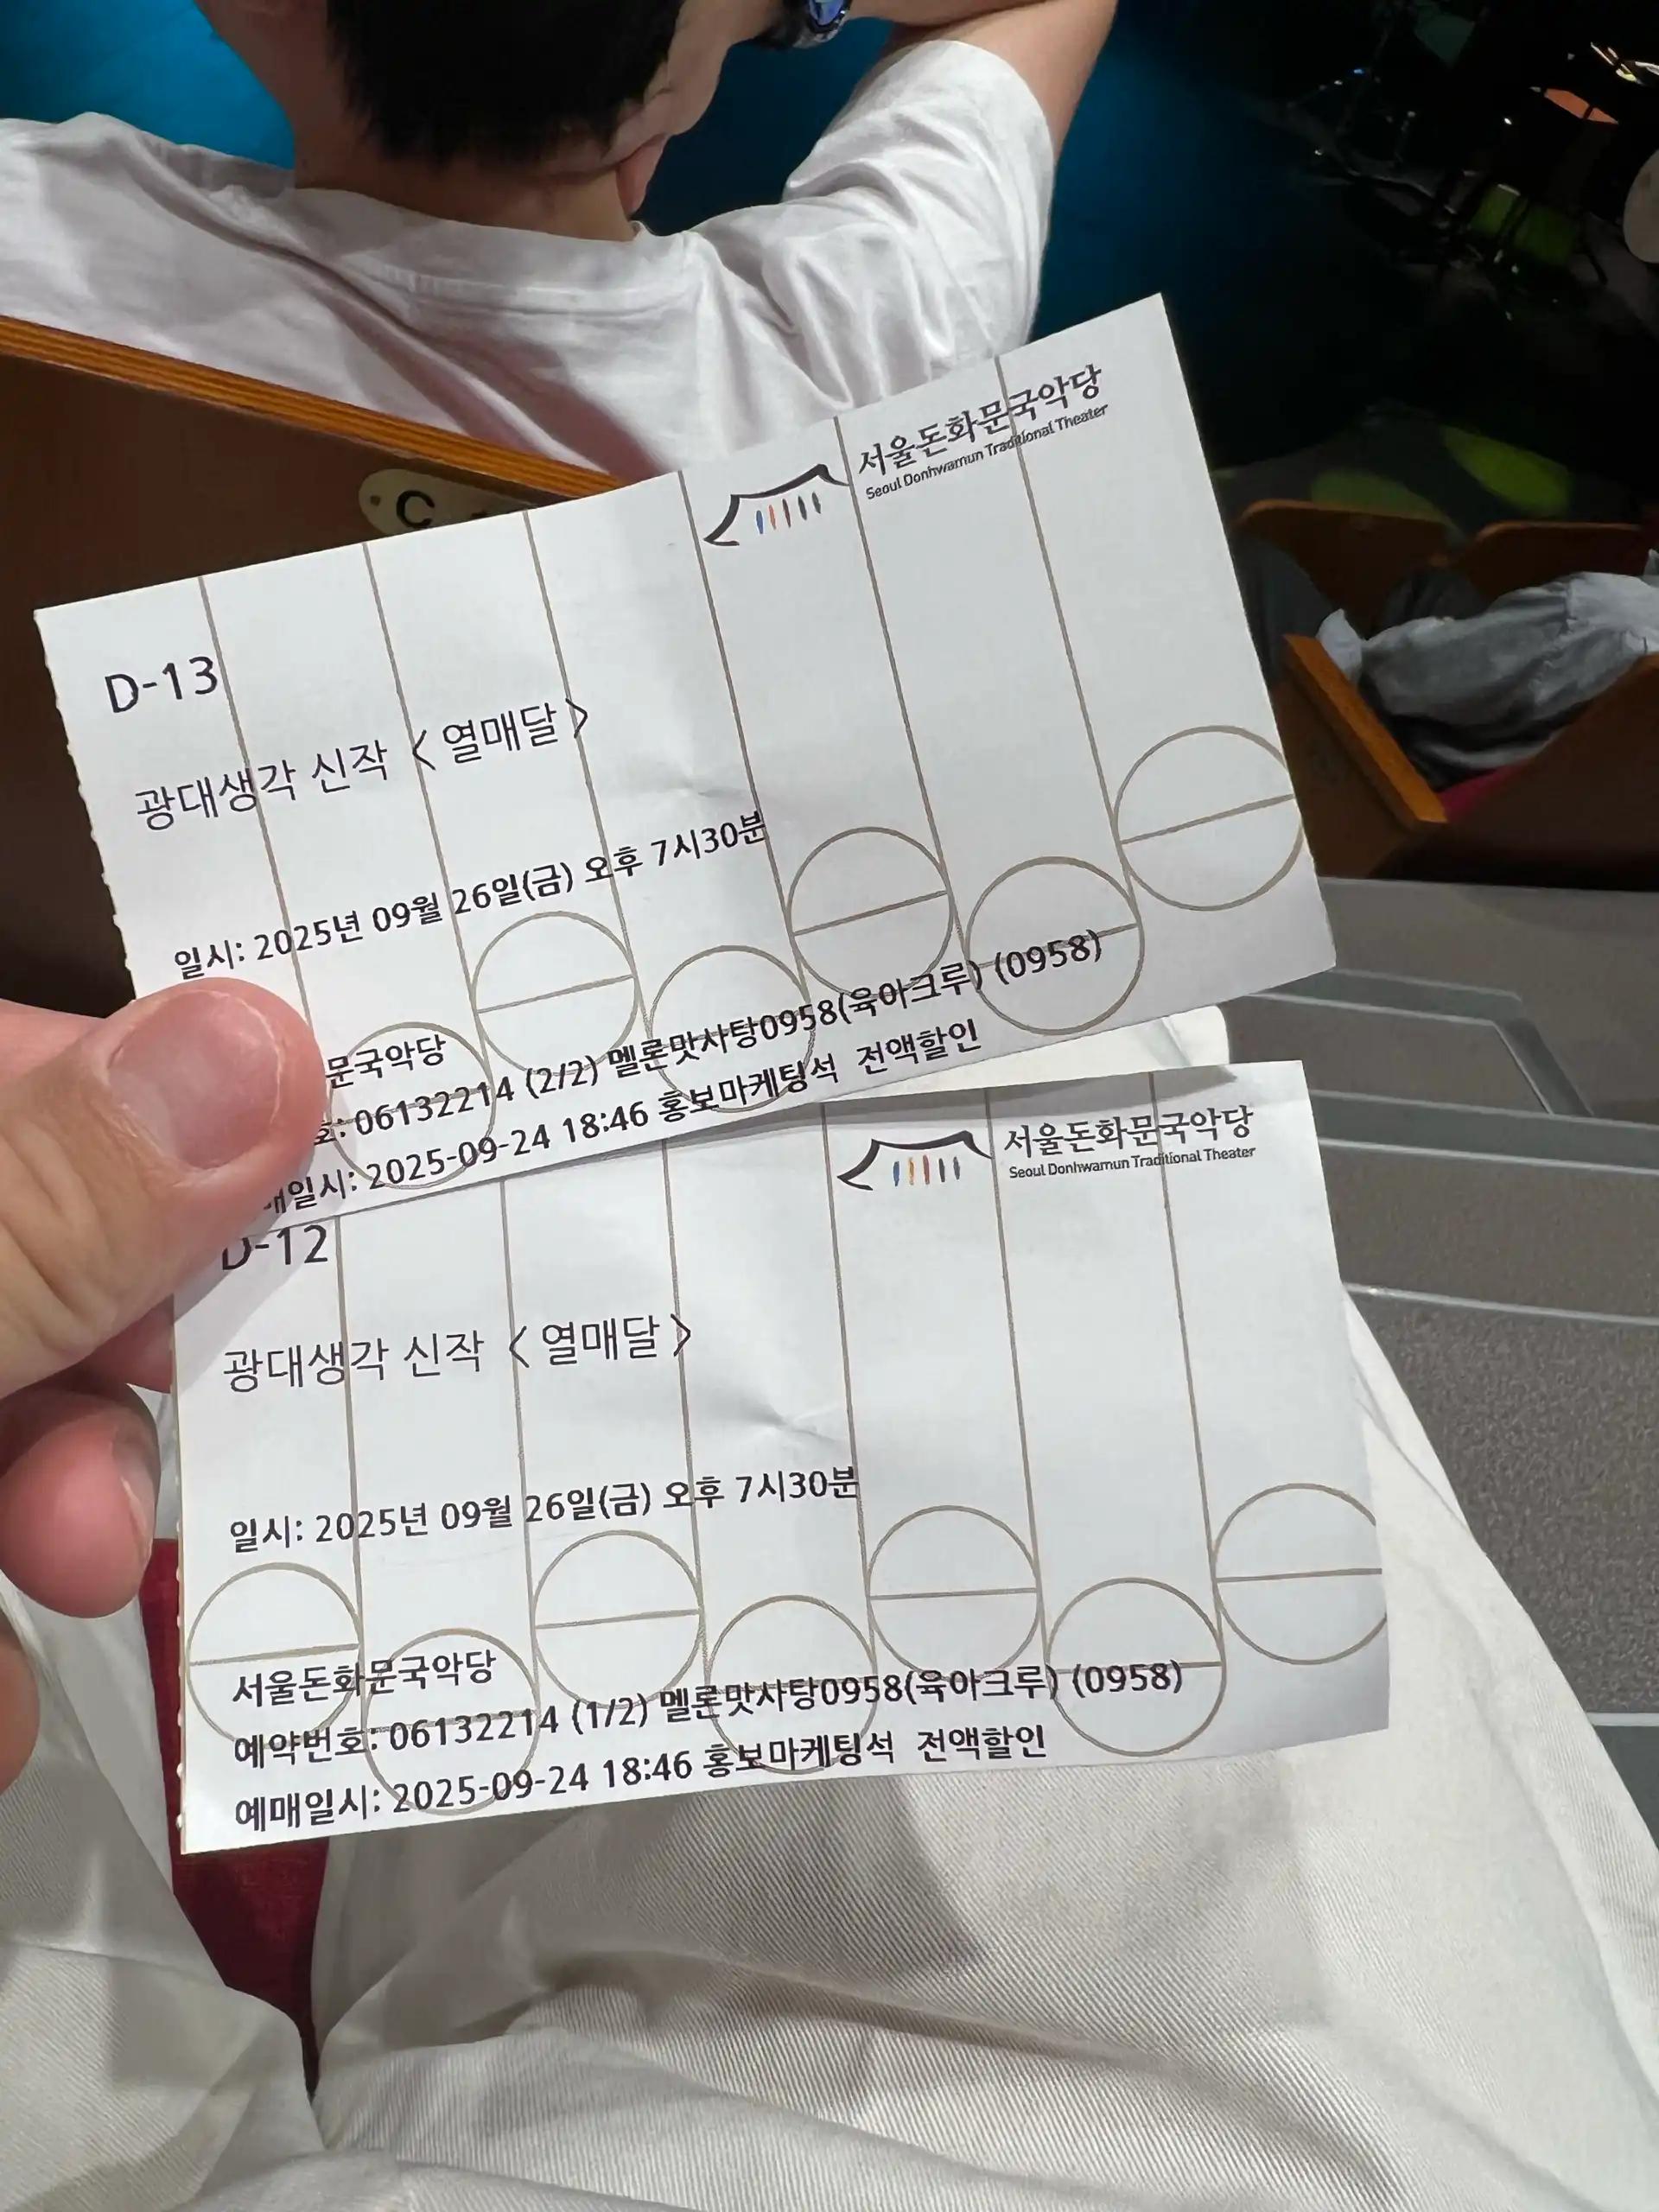 C
서울돈화문국악당
Seoul Donhwamun Traditional Theater
D-13
광대생각 신작 < 열매달 >
일시: 2025년 09월 26일(금) 오후 7시30분
문국악당
호: 06132214 (2/2) 멜론맛사탕0958(육아크루) (0958)
매일시: 2025-09-24 18:46 홍보마케팅석 전액할인
서울돈화문국악당
Seoul Donhwamun Traditional Theater
D-12
광대생각 신작 < 열매달 >
일시: 2025년 09월 26일(금) 오후 7시30분
서울돈화문국악당
예약번호: 06132214 (1/2) 멜론맛사탕0958(육아크루) (0958)
예매일시: 2025-09-24 18:46 홍보마케팅석 전액할인